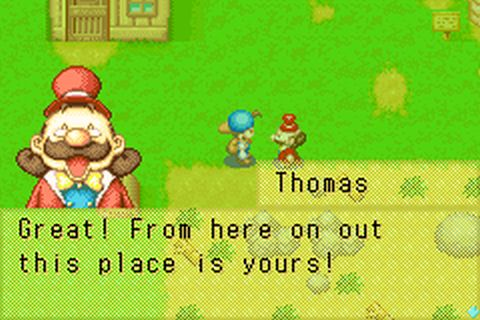 Thomas
Great! From here on out
this place is yours!